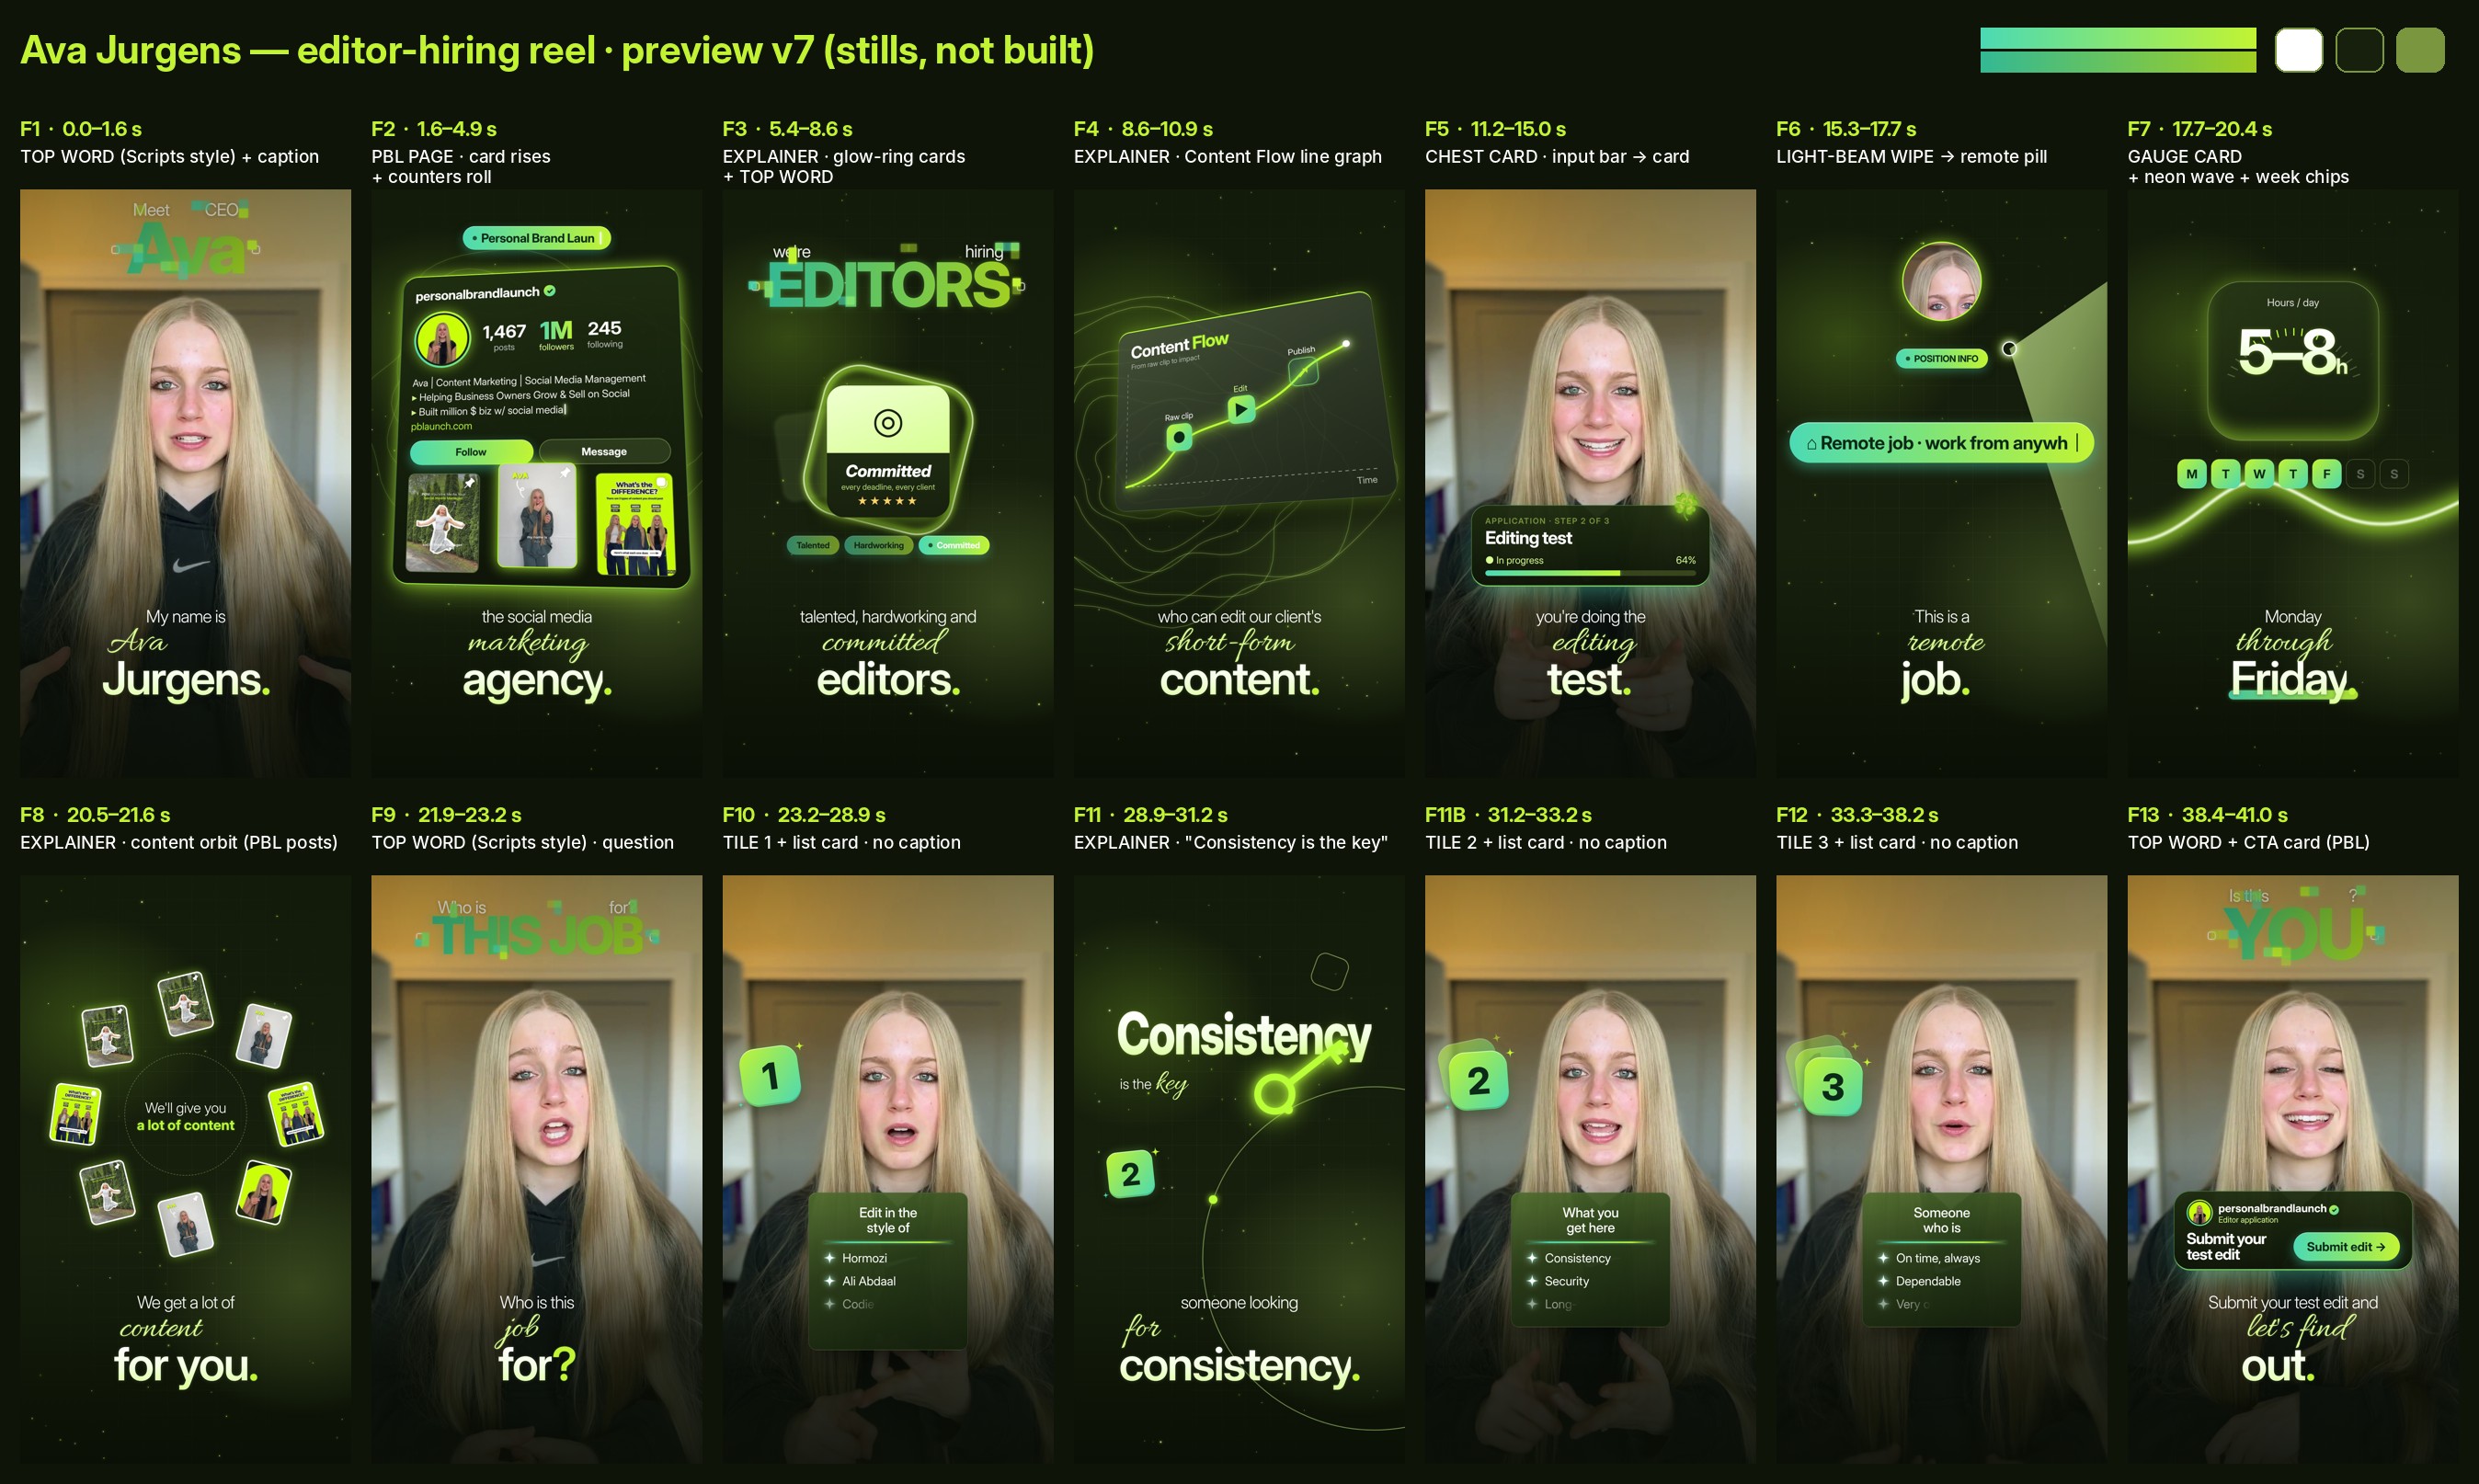 Ava Jurgens — editor-hiring reel · preview v7 (stills, not built)
F1 · 0.0–1.6 s
TOP WORD (Scripts style) + caption
Meet CEO
Ava
My name is
Ava
Jurgens.
F2 · 1.6–4.9 s
PBL PAGE · card rises
+ counters roll
• Personal Brand Laun
personalbrandlaunch
1,467 1M 245
posts followers following
Ava | Content Marketing | Social Media Management
▸ Helping Business Owners Grow & Sell on Social
▸ Built million $ biz w/ social media
pblaunch.com
Follow Message
What's the
DIFFERENCE?
the social media
marketing
agency.
F3 · 5.4–8.6 s
EXPLAINER · glow-ring cards
+ TOP WORD
we're hiring
EDITORS
Committed
every deadline, every client
★★★★★
Talented Hardworking • Committed
talented, hardworking and
committed
editors.
F4 · 8.6–10.9 s
EXPLAINER · Content Flow line graph
Content Flow
From raw clip to impact
Raw clip
Edit
Publish
Time
who can edit our client's
short-form
content.
F5 · 11.2–15.0 s
CHEST CARD · input bar → card
APPLICATION · STEP 2 OF 3
Editing test
In progress 64%
you're doing the
editing
test.
F6 · 15.3–17.7 s
LIGHT-BEAM WIPE → remote pill
• POSITION INFO
⌂ Remote job · work from anywh
This is a
remote
job.
F7 · 17.7–20.4 s
GAUGE CARD
+ neon wave + week chips
Hours / day
5–8h
M T W T F S S
Monday
through
Friday.
F8 · 20.5–21.6 s
EXPLAINER · content orbit (PBL posts)
We'll give you
a lot of content
We get a lot of
content
for you.
F9 · 21.9–23.2 s
TOP WORD (Scripts style) · question
Who is for?
THIS JOB
Who is this
job
for?
F10 · 23.2–28.9 s
TILE 1 + list card · no caption
1
Edit in the
style of
Hormozi
Ali Abdaal
Codie
F11 · 28.9–31.2 s
EXPLAINER · "Consistency is the key"
Consistency
is the key
2
someone looking
for
consistency.
F11B · 31.2–33.2 s
TILE 2 + list card · no caption
2
What you
get here
Consistency
Security
Long-
F12 · 33.3–38.2 s
TILE 3 + list card · no caption
3
Someone
who is
On time, always
Dependable
Very
F13 · 38.4–41.0 s
TOP WORD + CTA card (PBL)
Is this ?
YOU
personalbrandlaunch
Editor application
Submit your
test edit
Submit edit →
Submit your test edit and
let's find
out.